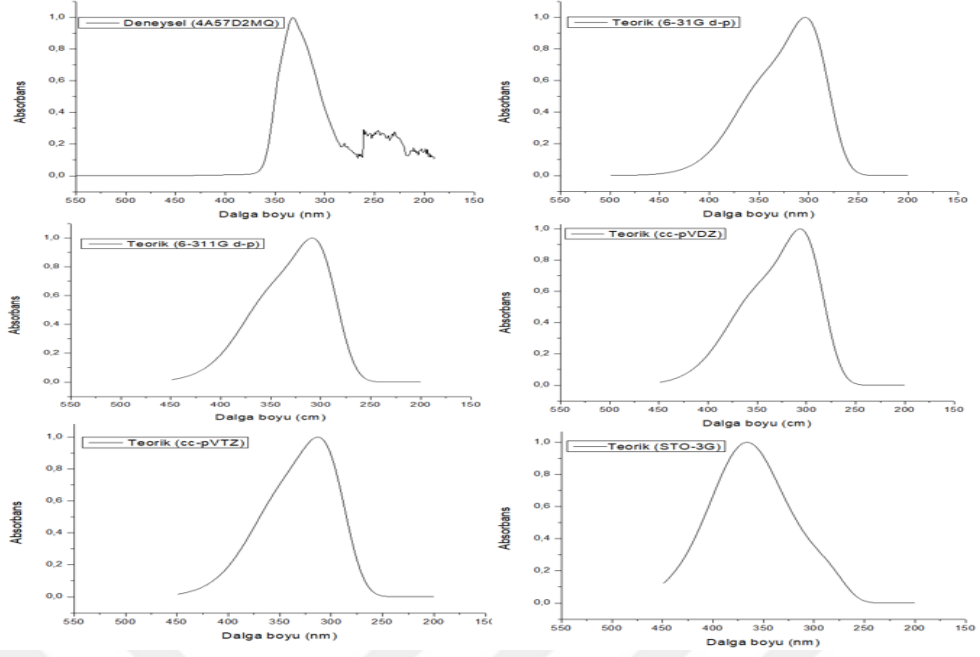 Deneysel (4A57D2MQ)
1,0
0,8
0,6
0,4
0,2
0,0
Absorbans
550 500 450 400 350 300 250 200 150
Dalga boyu (nm)
Teorik (6-31G d-p)
1,0
0,8
0,6
0,4
0,2
0,0
Absorbans
550 500 450 400 350 300 250 200 150
Dalga boyu (nm)
Teorik (6-311G d-p)
1,0
0,8
0,6
0,4
0,2
0,0
Absorbans
550 500 450 400 350 300 250 200 150
Dalga boyu (cm)
Teorik (cc-pVDZ)
1,0
0,8
0,6
0,4
0,2
0,0
Absorbans
550 500 450 400 350 300 250 200 150
Dalga boyu (cm)
Teorik (cc-pVTZ)
1,0
0,8
0,6
0,4
0,2
0,0
Absorbans
550 500 450 400 350 300 250 200 150
Dalga boyu (nm)
Teorik (STO-3G)
1,0
0,8
0,6
0,4
0,2
0,0
Absorbans
550 500 450 400 350 300 250 200 150
Dalga boyu (nm)